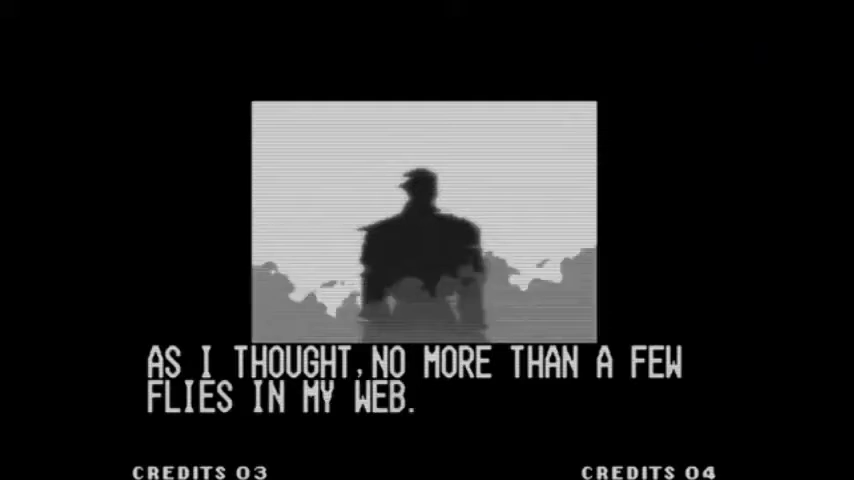 AS I THOUGHT,NO MORE THAN A FEW
FLIES IN MY WEB.
CREDITS 03
CREDITS 04